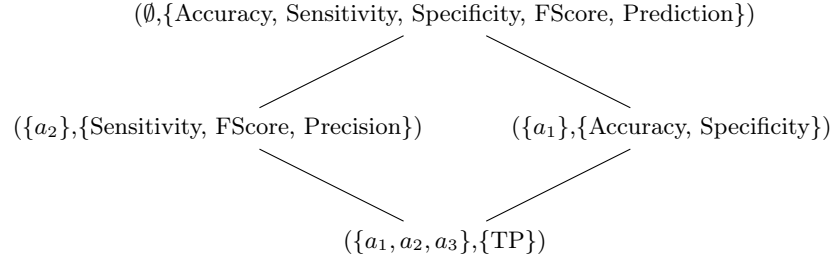 (∅,{Accuracy, Sensitivity, Specificity, FScore, Prediction})
({a₂},{Sensitivity, FScore, Precision}) ({a₁},{Accuracy, Specificity})
({a₁, a₂, a₃},{TP})